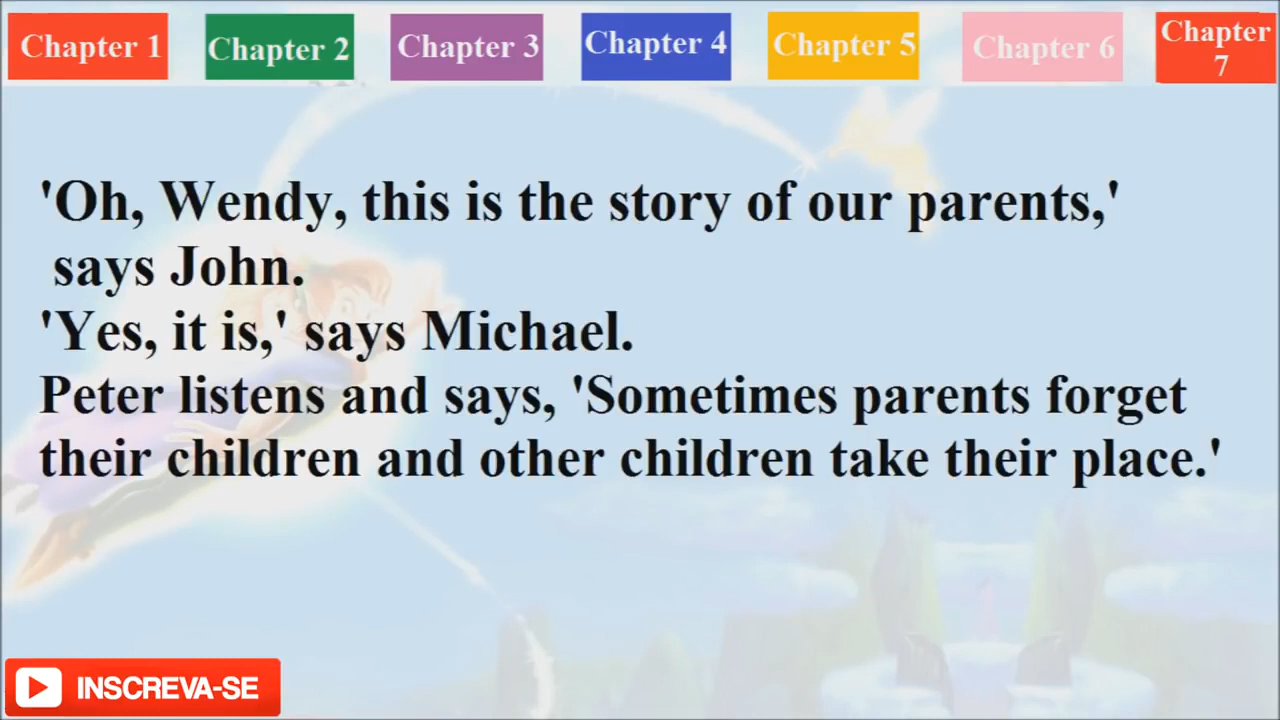 Chapter 1
Chapter 2
Chapter 3
Chapter 4
Chapter 5
Chapter 6
Chapter
7
'Oh, Wendy, this is the story of our parents,'
says John.
'Yes, it is,' says Michael.
Peter listens and says, 'Sometimes parents forget
their children and other children take their place.'
INSCREVA-SE